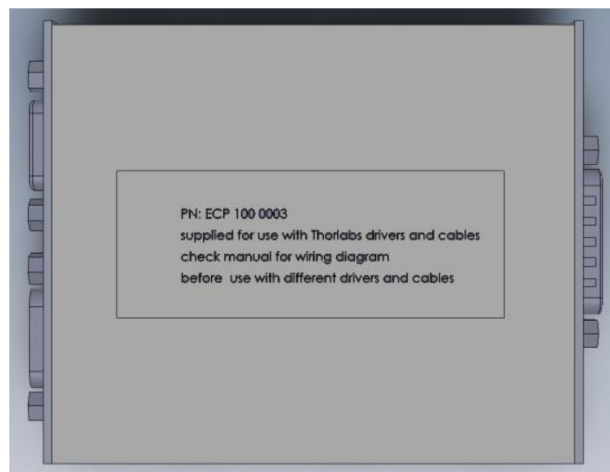 PN: ECP 100 0003
supplied for use with Thorlabs drivers and cables
check manual for wiring diagram
before use with different drivers and cables